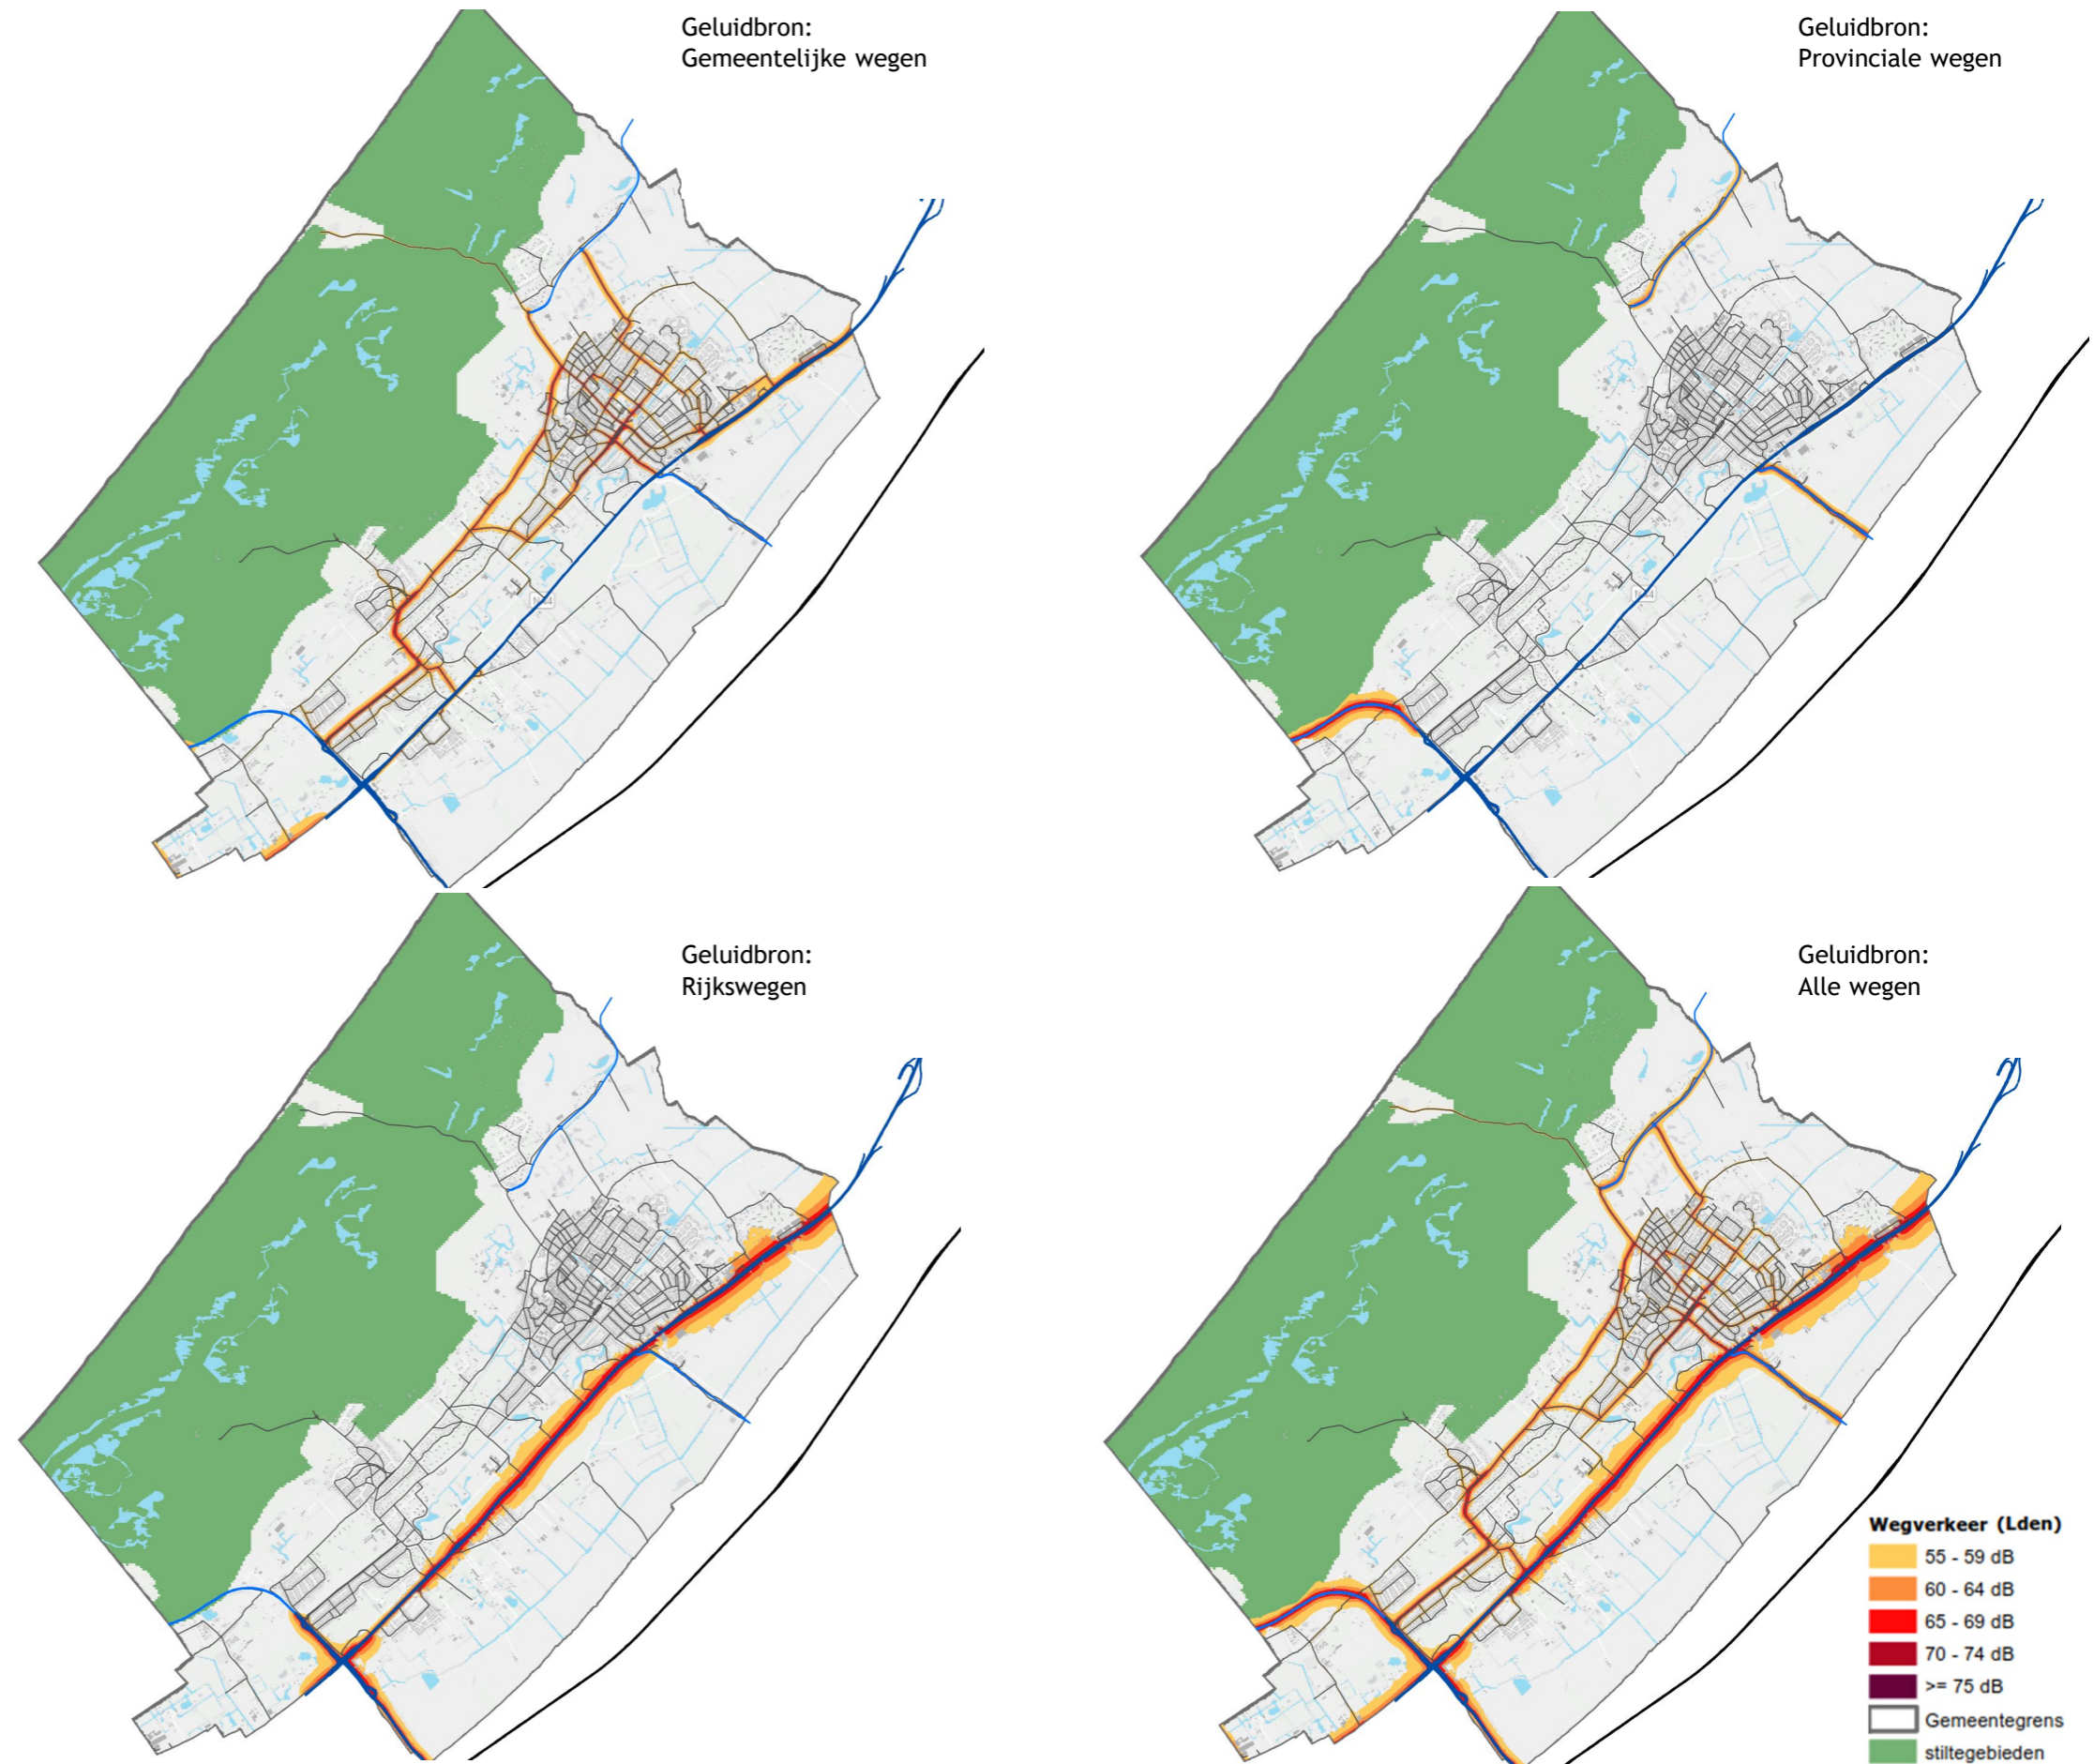 Geluidbron:
Gemeentelijke wegen
Geluidbron:
Provinciale wegen
Geluidbron:
Rijkswegen
Geluidbron:
Alle wegen
Wegverkeer (Lden)
55 - 59 dB
60 - 64 dB
65 - 69 dB
70 - 74 dB
>= 75 dB
Gemeentegrens
stiltegebieden